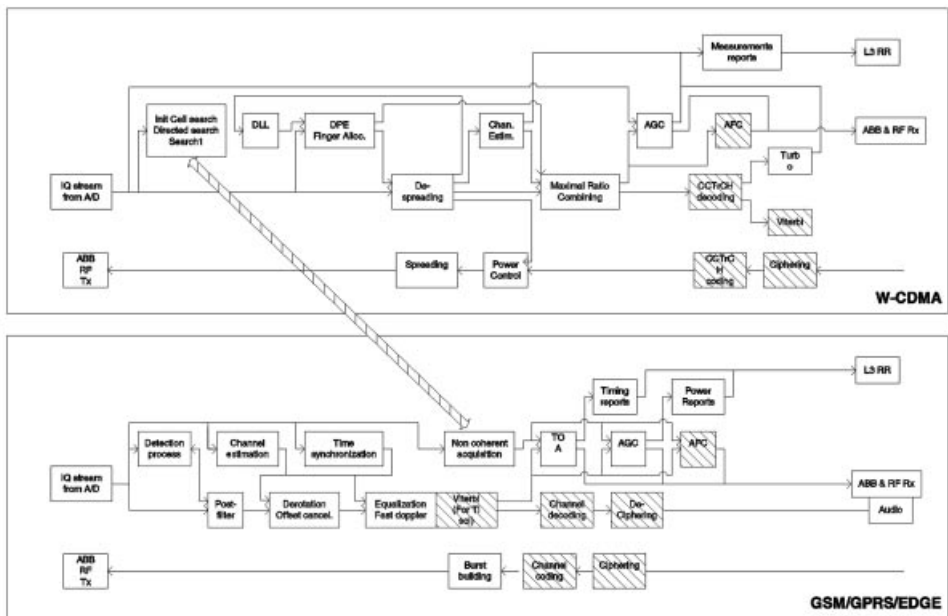 Measurements
reports
L3 RR
Init Cell search
Directed search
Search1
DLL
DPE
Finger Alloc.
Chan.
Estim.
AGC
AFC
ABB & RF Rx
Turb
o
IQ stream
from A/D
De-
spreading
Maximal Ratio
Combining
CCTrCH
decoding
Viterbi
ABB
RF
Tx
Spreading
Power
Control
CCTrC
H
coding
Ciphering
W-CDMA
Timing
reports
Power
Reports
L3 RR
Detection
process
Channel
estimation
Time
synchronization
Non coherent
acquisition
TO
A
AGC
AFC
IQ stream
from A/D
Post-
filter
Derotation
Offset cancel.
Equalization
Fast doppler
Viterbi
(For TI
Channel
decoding
De-
Ciphering
ABB & RF Rx
Audio
ABB
RF
Tx
Burst
building
Channel
coding
Ciphering
GSM/GPRS/EDGE